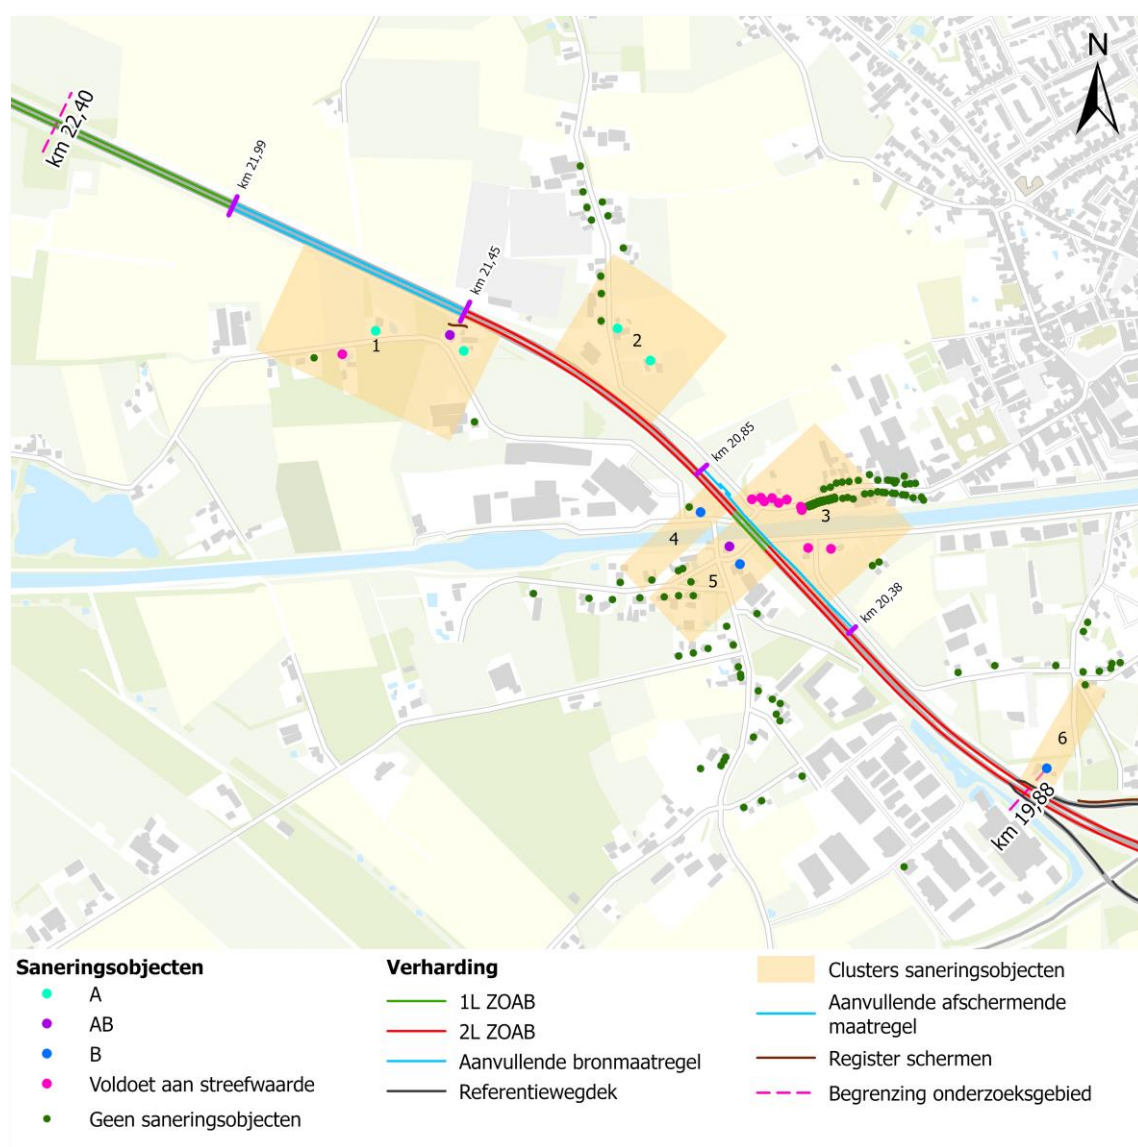 N
km 22,40
km 21,99
km 21,45
1
2
km 20,85
3
4
5
km 20,38
6
km 19,88
Saneringsobjecten
A
AB
B
Voldoet aan streefwaarde
Geen saneringsobjecten
Verharding
1L ZOAB
2L ZOAB
Aanvullende bronmaatregel
Referentiewegdek
Clusters saneringsobjecten
Aanvullende afschermende
maatregel
Register schermen
Begrenzing onderzoeksgebied